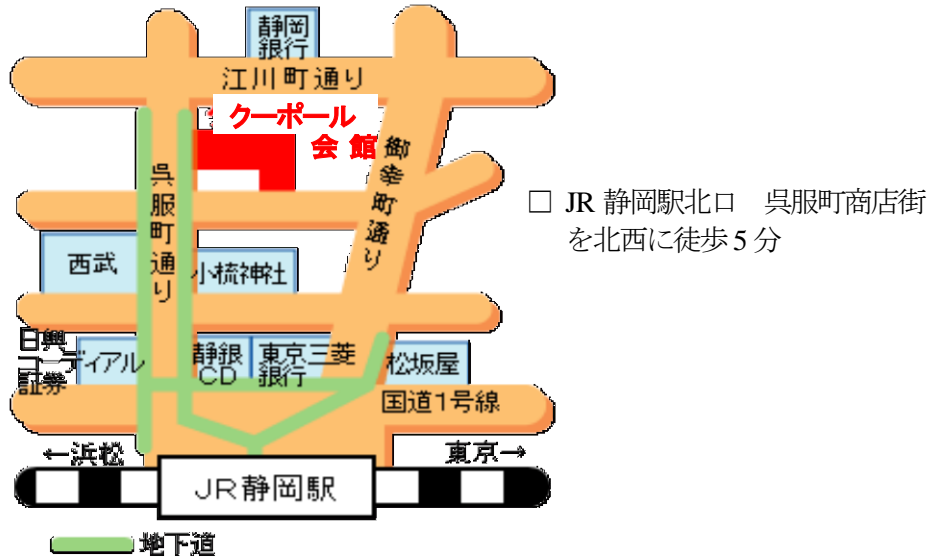 静岡
銀行
江川町通り
クーポール
会館
御幸町通り
呉服町通り
□ JR 静岡駅北口 呉服町商店街
を北西に徒歩5分
西武
小梳神社
日興
コーディアル
証券
静銀
CD
東京三菱
銀行
松坂屋
国道1号線
←浜松
東京→
JR静岡駅
地下道